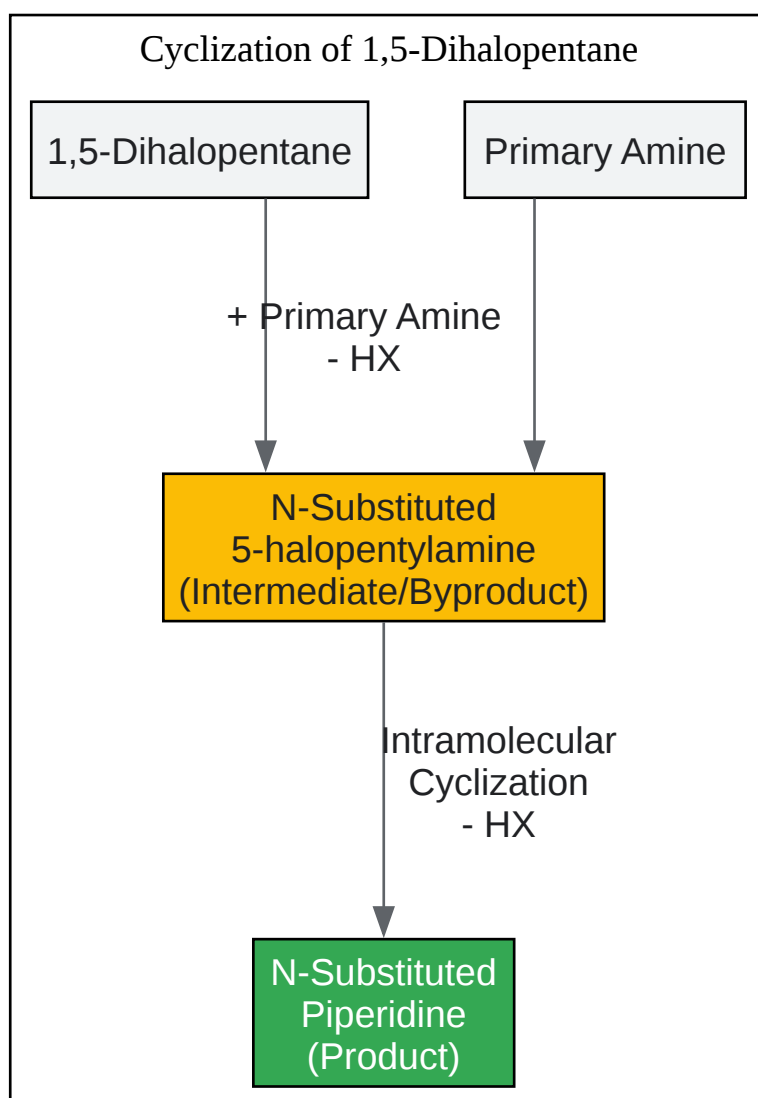 Cyclization of 1,5-Dihalopentane
1,5-Dihalopentane
Primary Amine
+ Primary Amine
- HX
N-Substituted
5-halopentylamine
(Intermediate/Byproduct)
Intramolecular
Cyclization
- HX
N-Substituted
Piperidine
(Product)